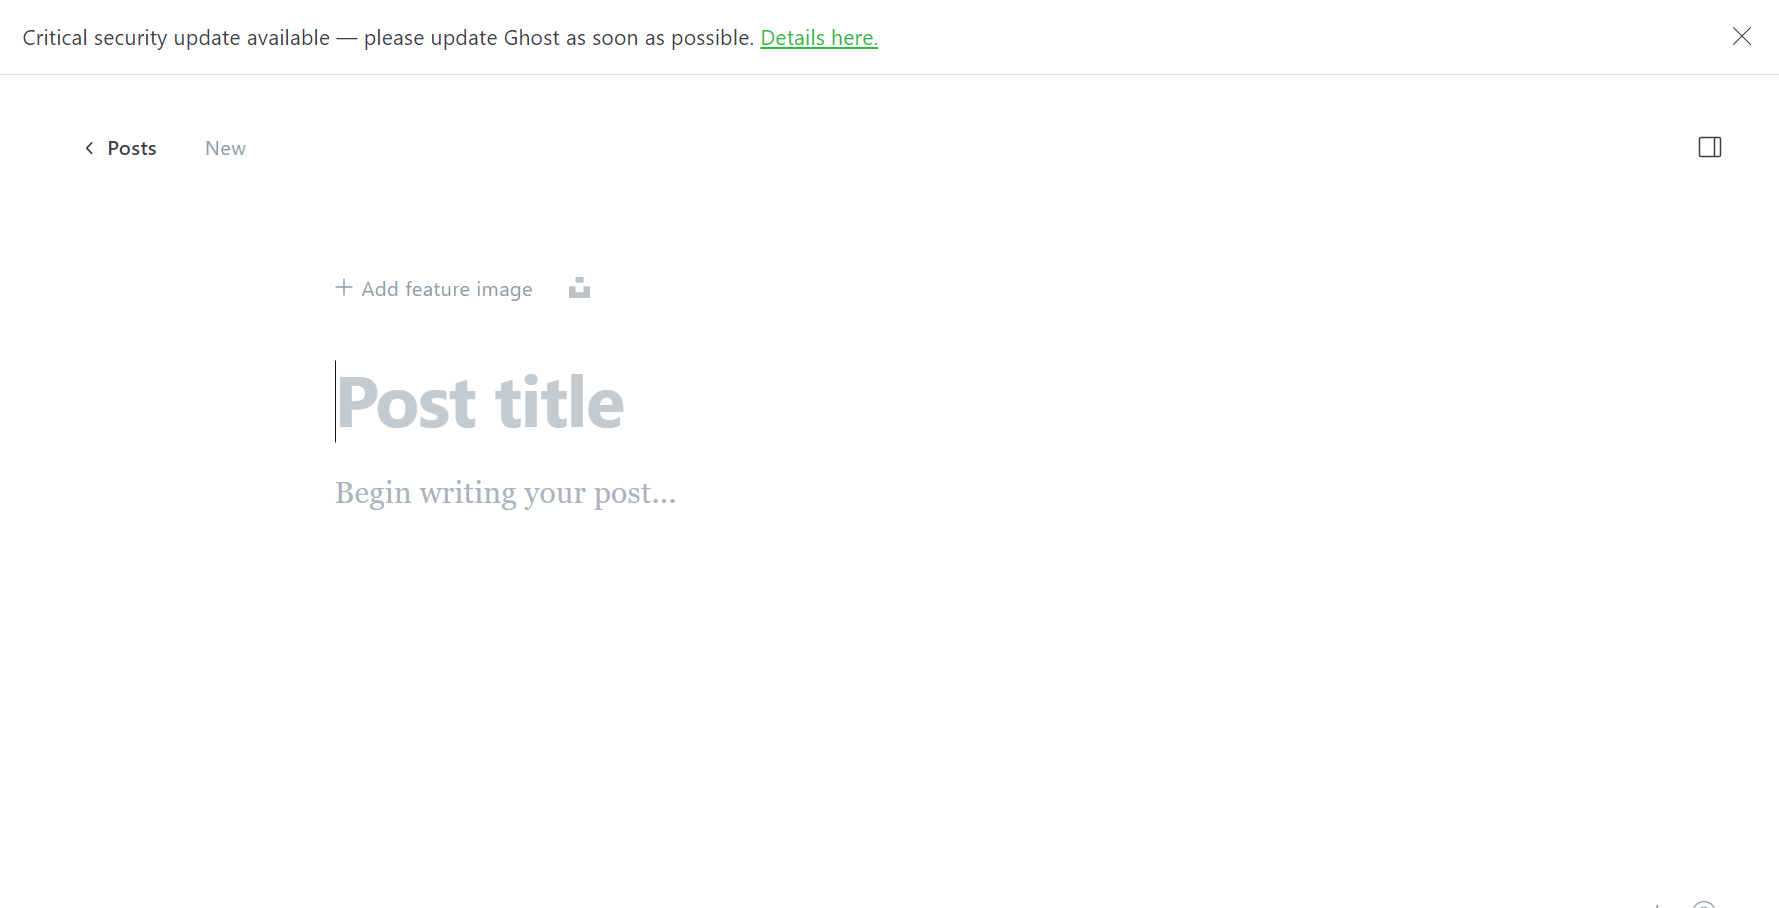 Critical security update available — please update Ghost as soon as possible. Details here.
Posts New
Add feature image
Post title
Begin writing your post...